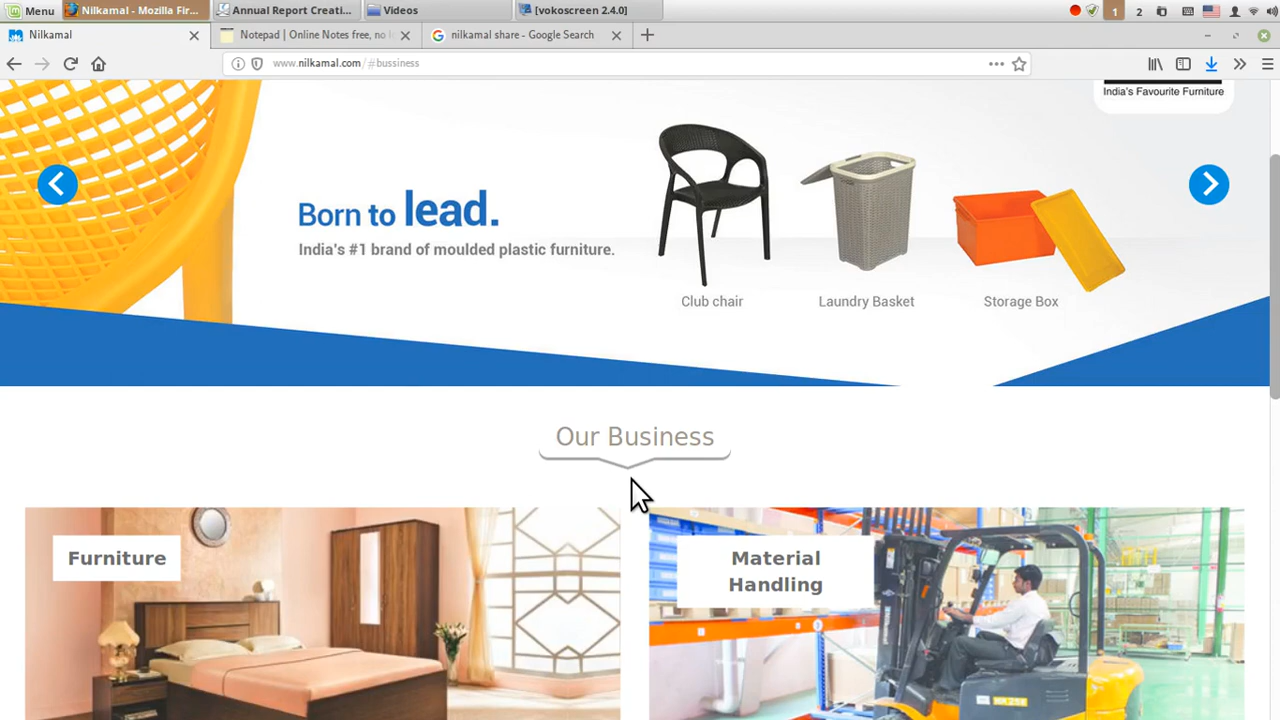 Menu
Nilkamal - Mozilla Fir...
Annual Report Creati...
Videos
[vokoscreen 2.4.0]
1
2
Nilkamal
Notepad | Online Notes free, no l
nilkamal share - Google Search
www.nilkamal.com/#bussiness
India's Favourite Furniture
Born to lead.
India's #1 brand of moulded plastic furniture.
Club chair
Laundry Basket
Storage Box
Our Business
Furniture
Material
Handling